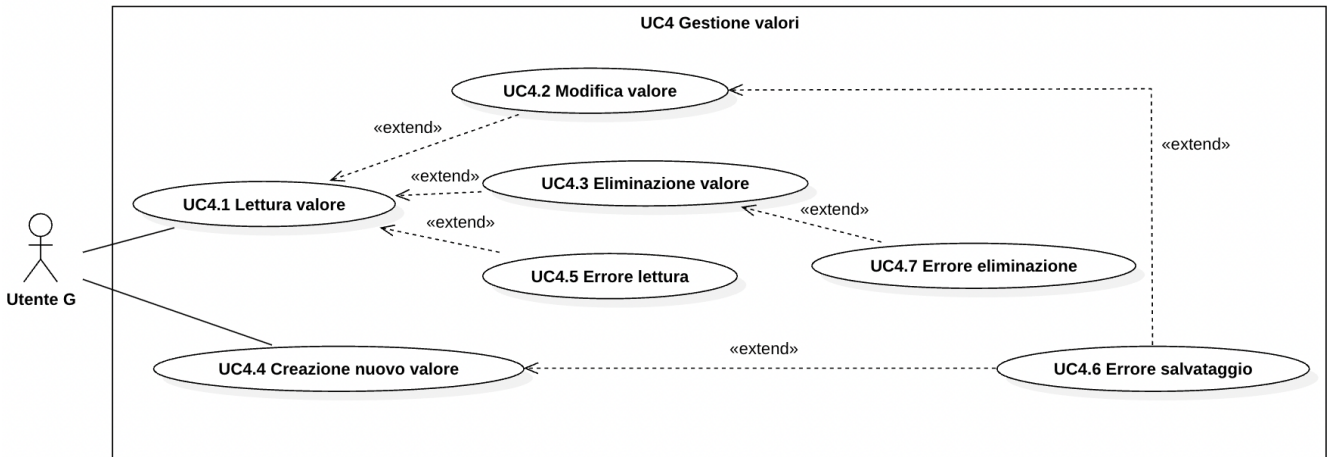 UC4 Gestione valori
UC4.2 Modifica valore
«extend»
«extend»
«extend»
UC4.3 Eliminazione valore
UC4.1 Lettura valore
«extend»
«extend»
UC4.7 Errore eliminazione
UC4.5 Errore lettura
Utente G
«extend»
UC4.4 Creazione nuovo valore
UC4.6 Errore salvataggio